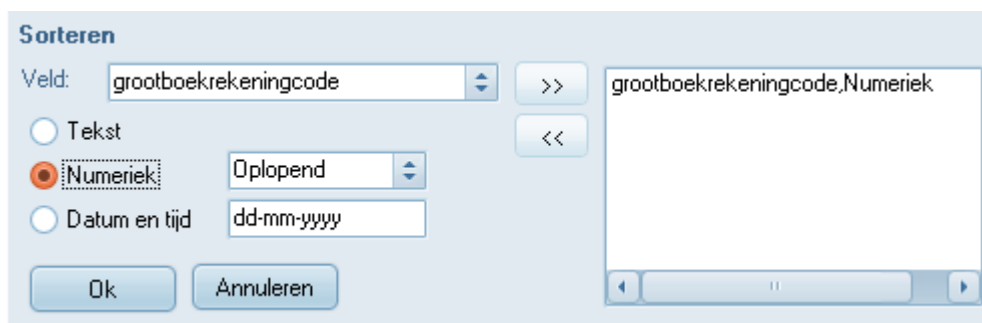 Sorteren
Veld: grootboekrekeningcode >> grootboekrekeningcode,Numeriek
Tekst <<
Numeriek Oplopend
Datum en tijd dd-mm-yyyy
Ok Annuleren